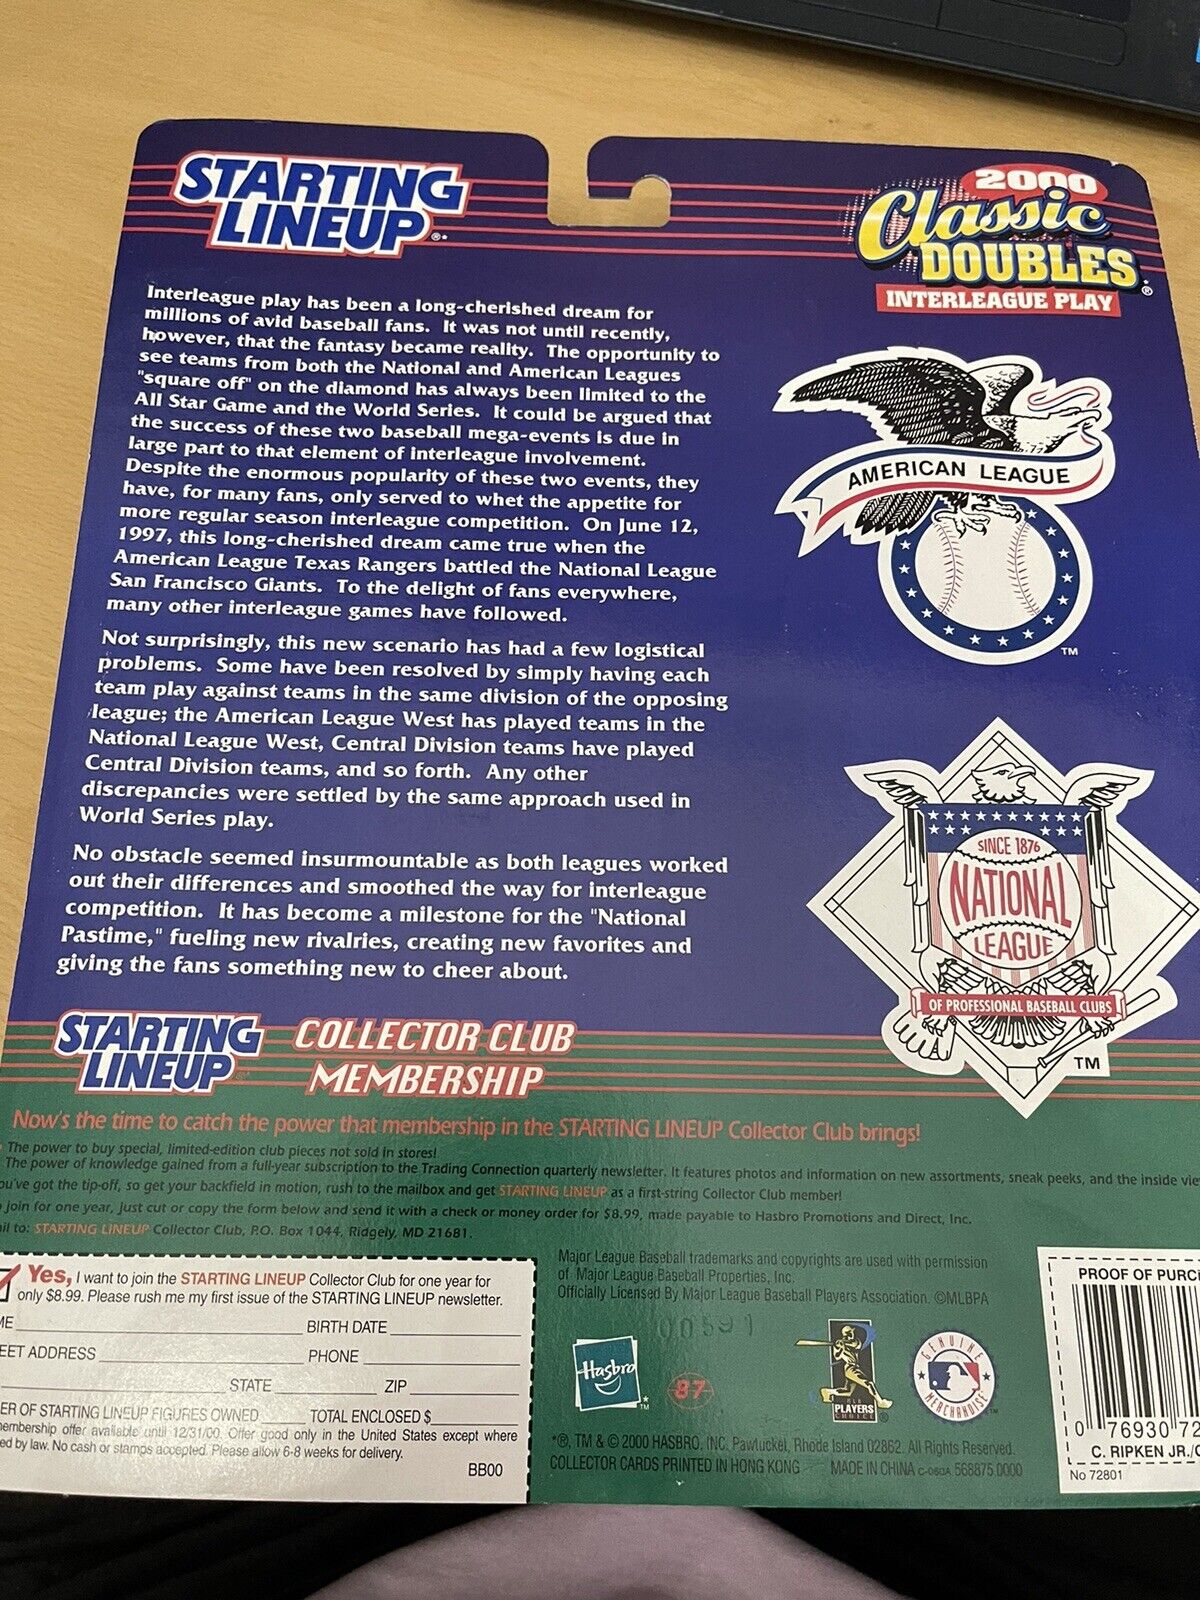 STARTING
LINEUP®
2000
Classic
DOUBLES®
INTERLEAGUE PLAY
Interleague play has been a long-cherished dream for
millions of avid baseball fans. It was not until recently,
however, that the fantasy became reality. The opportunity to
see teams from both the National and American Leagues
"square off" on the diamond has always been limited to the
All Star Game and the World Series. It could be argued that
the success of these two baseball mega-events is due in
large part to that element of interleague involvement.
Despite the enormous popularity of these two events, they
have, for many fans, only served to whet the appetite for
more regular season interleague competition. On June 12,
1997, this long-cherished dream came true when the
American League Texas Rangers battled the National League
San Francisco Giants. To the delight of fans everywhere,
many other interleague games have followed.
Not surprisingly, this new scenario has had a few logistical
problems. Some have been resolved by simply having each
team play against teams in the same division of the opposing
league; the American League West has played teams in the
National League West, Central Division teams have played
Central Division teams, and so forth. Any other
discrepancies were settled by the same approach used in
World Series play.
No obstacle seemed insurmountable as both leagues worked
out their differences and smoothed the way for interleague
competition. It has become a milestone for the "National
Pastime," fueling new rivalries, creating new favorites and
giving the fans something new to cheer about.
AMERICAN LEAGUE
TM
SINCE 1876
NATIONAL
LEAGUE
OF PROFESSIONAL BASEBALL CLUBS
TM
STARTING
LINEUP
COLLECTOR CLUB
MEMBERSHIP
Now's the time to catch the power that membership in the STARTING LINEUP Collector Club brings!
The power to buy special, limited-edition club pieces not sold in stores!
The power of knowledge gained from a full-year subscription to the Trading Connection quarterly newsletter. It features photos and information on new assortments, sneak peeks, and the inside vie
ou've got the tip-off, so get your backfield in motion, rush to the mailbox and get STARTING LINEUP as a first-string Collector Club member!
join for one year, just cut or copy the form below and send it with a check or money order for $8.99, made payable to Hasbro Promotions and Direct, Inc.
il to: STARTING LINEUP Collector Club, P.O. Box 1044, Ridgely, MD 21681.
Yes, I want to join the STARTING LINEUP Collector Club for one year for
only $8.99. Please rush me my first issue of the STARTING LINEUP newsletter.
ME BIRTH DATE
EET ADDRESS PHONE
STATE ZIP
ER OF STARTING LINEUP FIGURES OWNED TOTAL ENCLOSED $
embership offer available until 12/31/00. Offer good only in the United States except where
ed by law. No cash or stamps accepted. Please allow 6-8 weeks for delivery.
BB00
Major League Baseball trademarks and copyrights are used with permission
of Major League Baseball Properties, Inc.
Officially Licensed By Major League Baseball Players Association. ©MLBPA
00591
Hasbro
TM
87
PLAYERS
CHOICE®
GENUINE
MERCHANDISE
*®, TM & © 2000 HASBRO, INC. Pawtucket, Rhode Island 02862. All Rights Reserved.
COLLECTOR CARDS PRINTED IN HONG KONG MADE IN CHINA 568875.0000
PROOF OF PURC
0 76930 72
C. RIPKEN JR./
No 72801